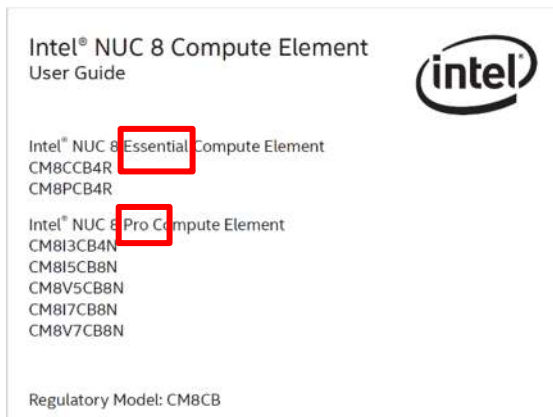 Intel® NUC 8 Compute Element
User Guide
intel
Intel® NUC 8 Essential Compute Element
CM8CCB4R
CM8PCB4R
Intel® NUC 8 Pro Compute Element
CM8I3CB4N
CM8I5CB8N
CM8V5CB8N
CM8I7CB8N
CM8V7CB8N
Regulatory Model: CM8CB